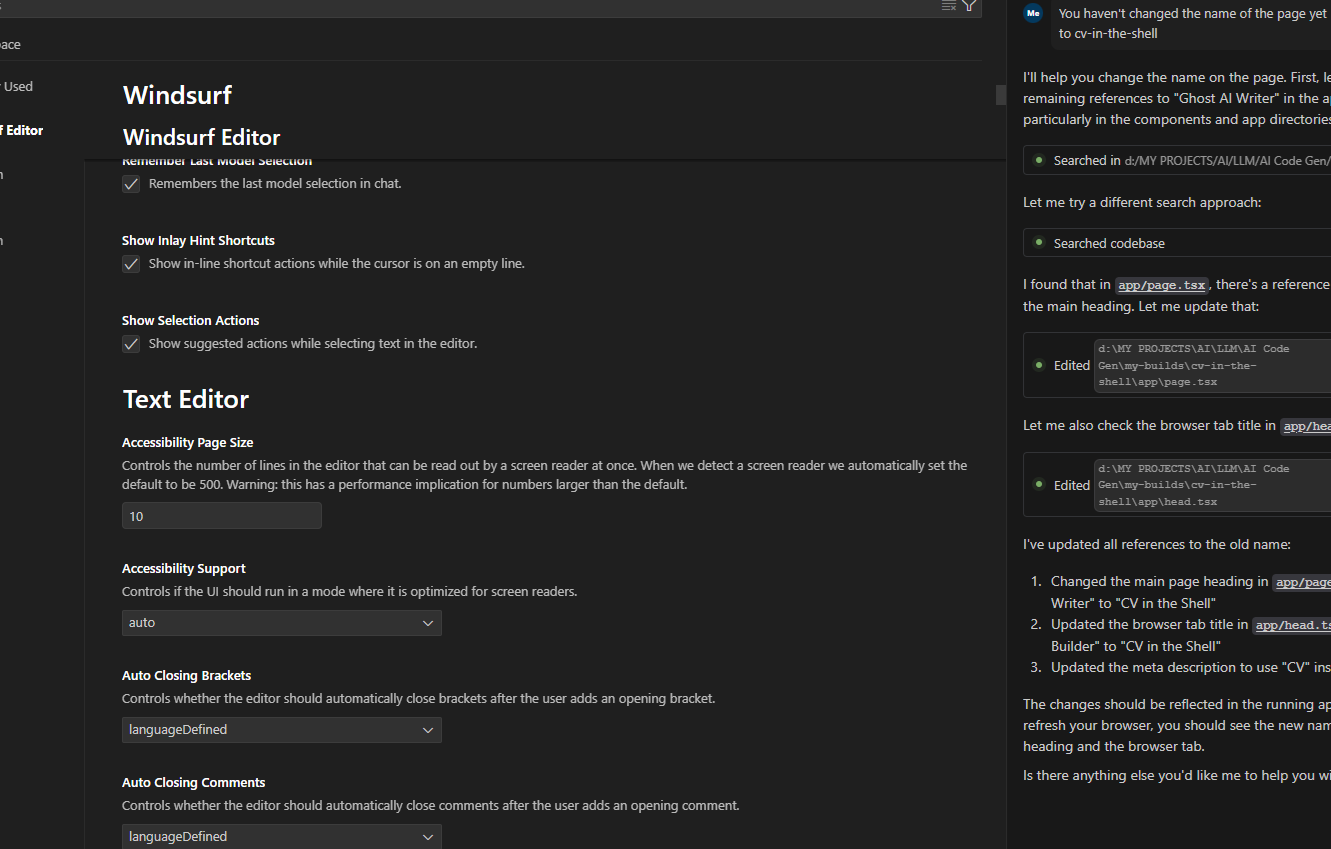 Used
Editor
Windsurf
Windsurf Editor
Remember Last Model Selection
Remembers the last model selection in chat.
Show Inlay Hint Shortcuts
Show in-line shortcut actions while the cursor is on an empty line.
Show Selection Actions
Show suggested actions while selecting text in the editor.
Text Editor
Accessibility Page Size
Controls the number of lines in the editor that can be read out by a screen reader at once. When we detect a screen reader we automatically set the
default to be 500. Warning: this has a performance implication for numbers larger than the default.
10
Accessibility Support
Controls if the UI should run in a mode where it is optimized for screen readers.
auto
Auto Closing Brackets
Controls whether the editor should automatically close brackets after the user adds an opening bracket.
languageDefined
Auto Closing Comments
Controls whether the editor should automatically close comments after the user adds an opening comment.
languageDefined
Me
You haven't changed the name of the page yet
to cv-in-the-shell
I'll help you change the name on the page. First,
remaining references to "Ghost AI Writer" in the
particularly in the components and app directories
Searched in d:/MY PROJECTS/AI/LLM/AI Code Gen/
Let me try a different search approach:
Searched codebase
I found that in app/page.tsx, there's a reference
the main heading. Let me update that:
Edited
d:\MY PROJECTS\AI\LLM\AI Code
Gen\my-builds\cv-in-the-
shell\app\page.tsx
Let me also check the browser tab title in app/hea
Edited
d:\MY PROJECTS\AI\LLM\AI Code
Gen\my-builds\cv-in-the-
shell\app\head.tsx
I've updated all references to the old name:
1. Changed the main page heading in app/page
Writer" to "CV in the Shell"
2. Updated the browser tab title in app/head.ts
Builder" to "CV in the Shell"
3. Updated the meta description to use "CV" ins
The changes should be reflected in the running ap
refresh your browser, you should see the new nam
heading and the browser tab.
Is there anything else you'd like me to help you wi